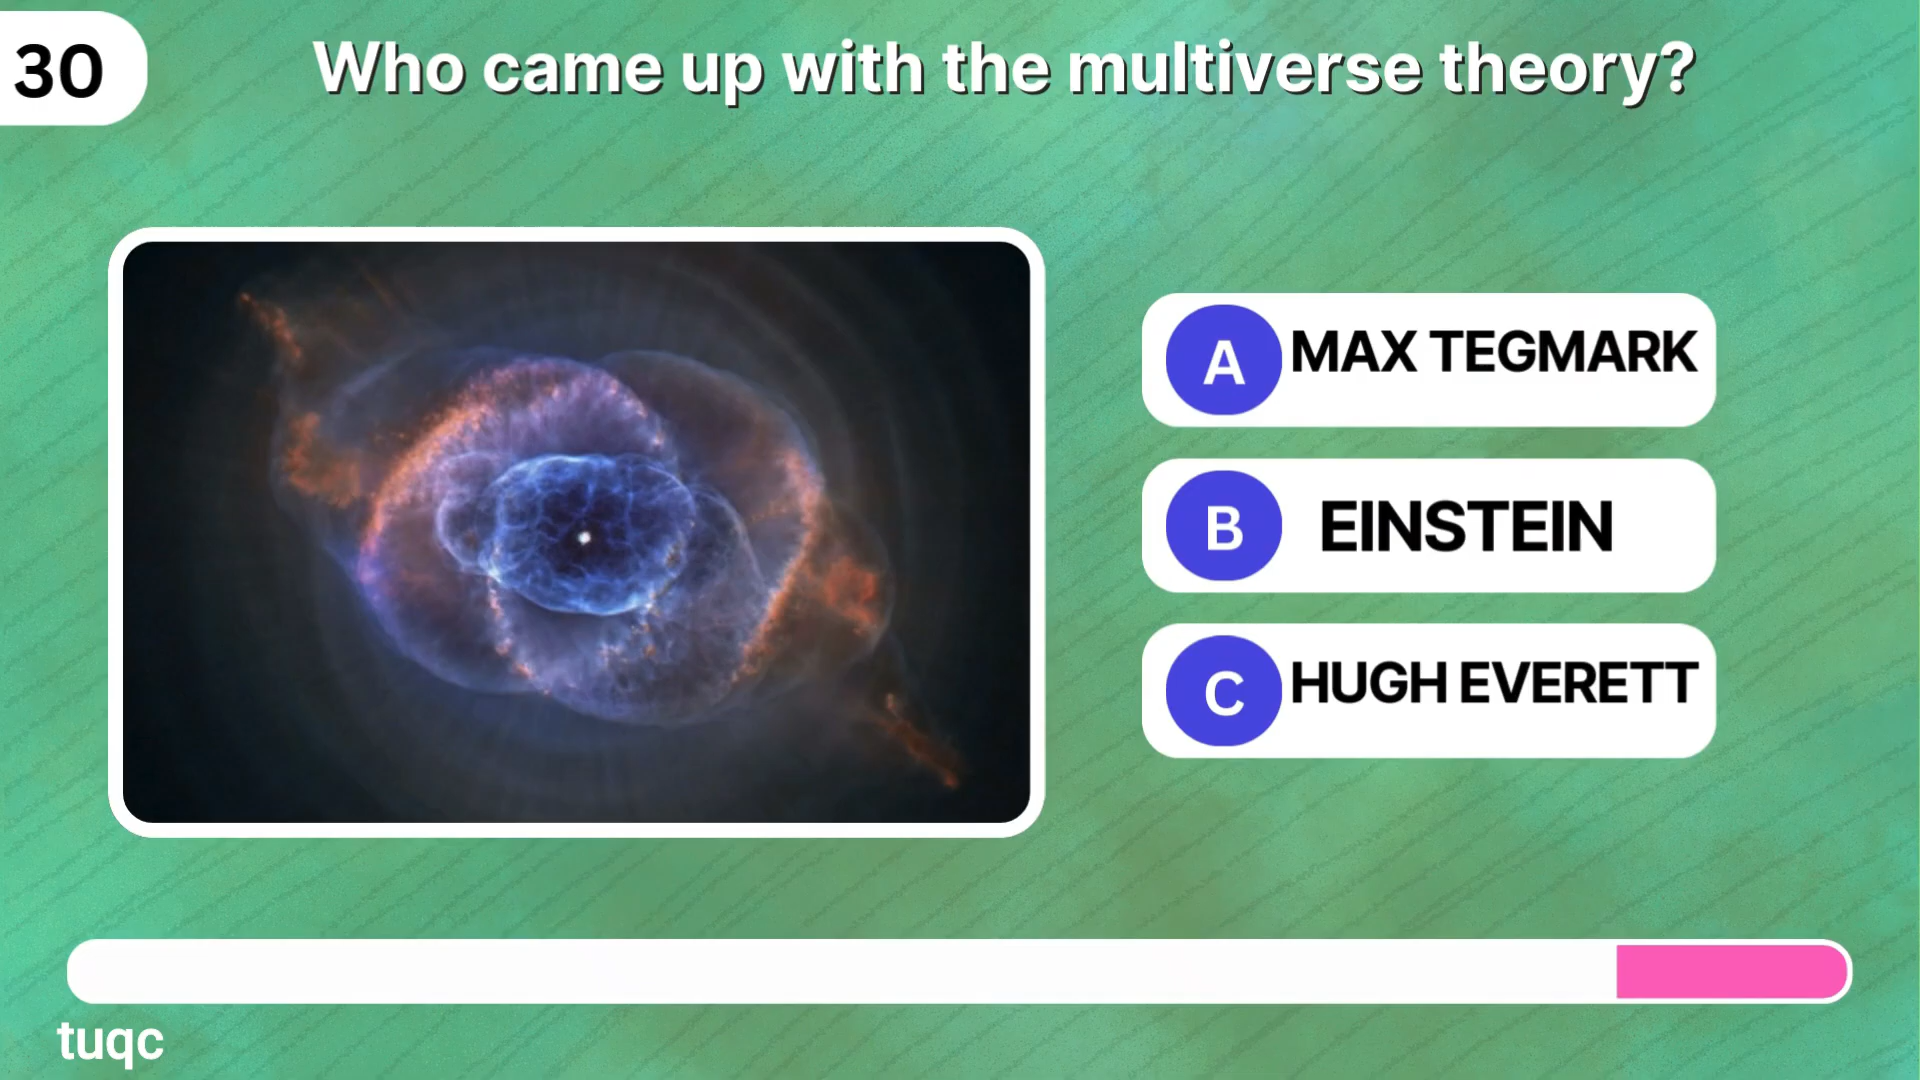 30
Who came up with the multiverse theory?
A MAX TEGMARK
B EINSTEIN
C HUGH EVERETT
tuqc